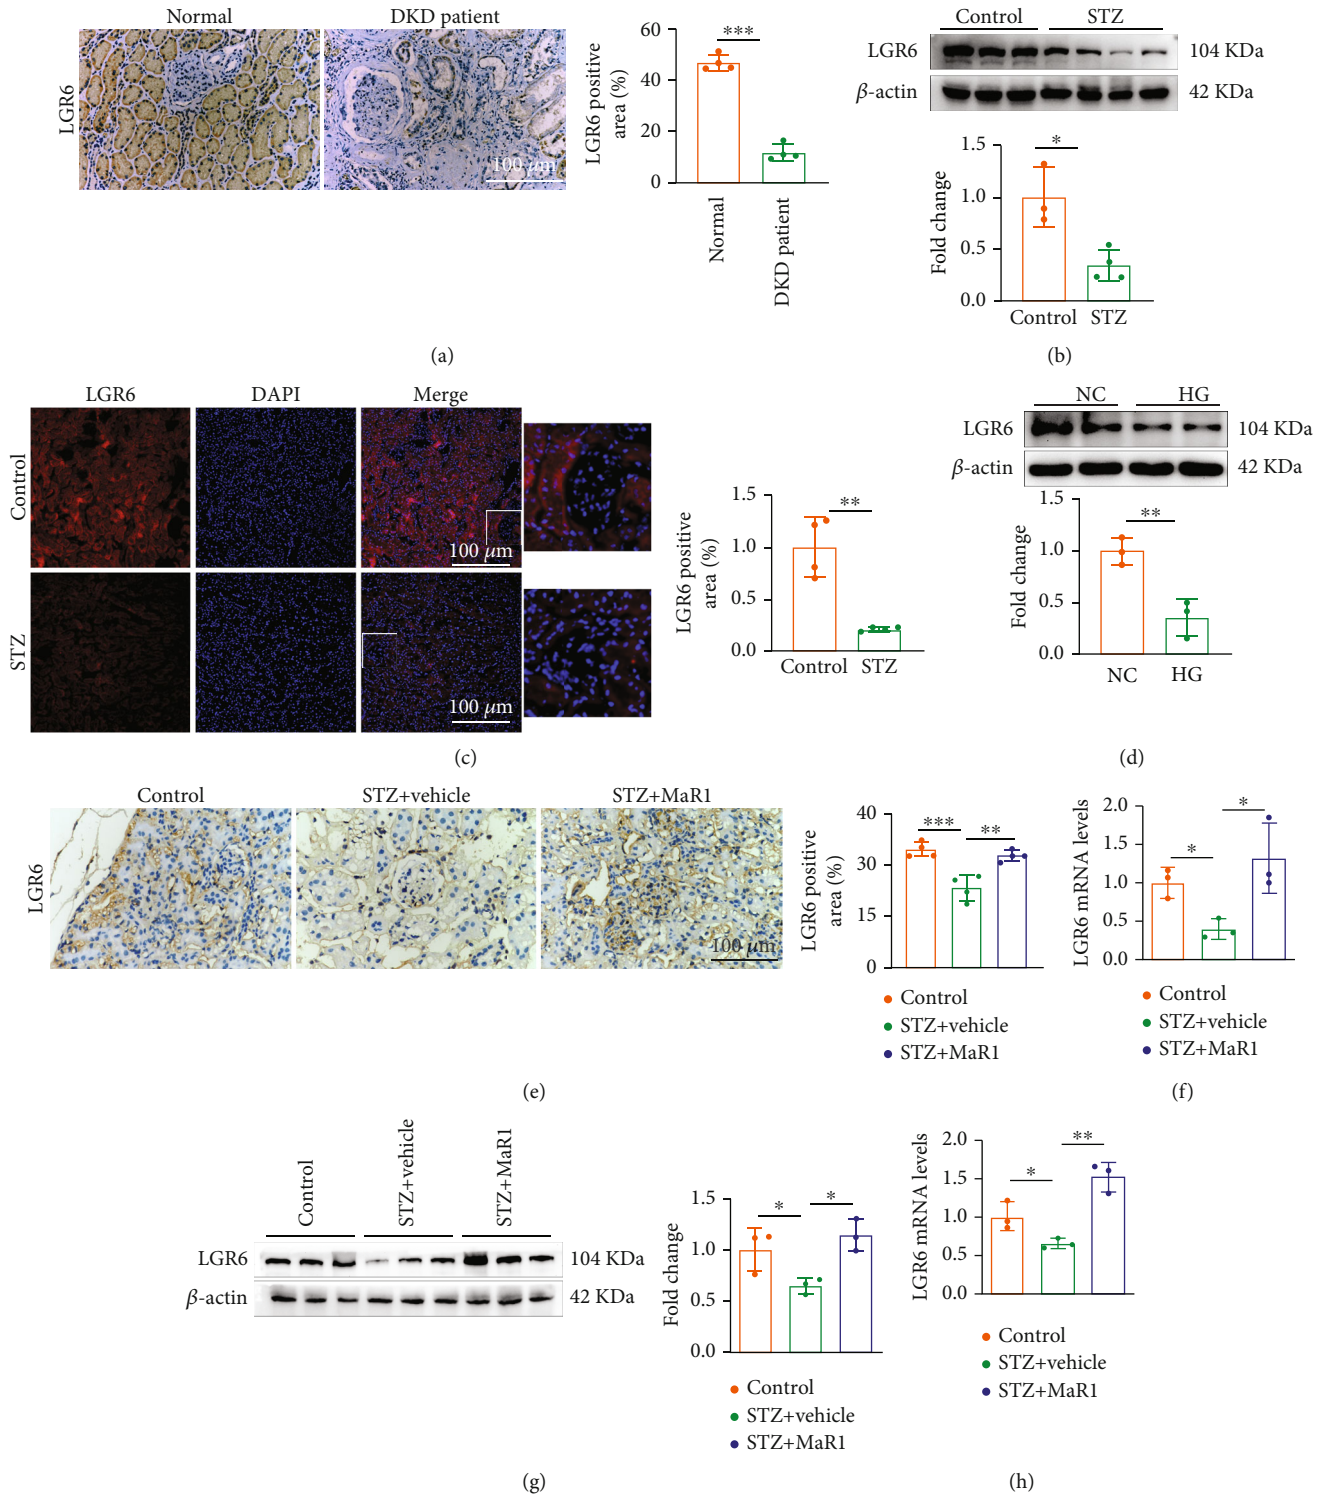 Normal DKD patient
LGR6
100 μm
LGR6 positive
area (%)
60
40
20
0
***
Normal
DKD patient
(a)
Control STZ
LGR6 104 KDa
β-actin 42 KDa
Fold change
1.5
1.0
0.5
0.0
*
Control STZ
(b)
LGR6 DAPI Merge
Control
100 μm
STZ
100 μm
LGR6 positive
area (%)
1.5
1.0
0.5
0.0
**
Control STZ
(c)
NC HG
LGR6 104 KDa
β-actin 42 KDa
Fold change
1.5
1.0
0.5
0.0
**
NC HG
(d)
Control STZ+vehicle STZ+MaR1
LGR6
100 μm
LGR6 positive
area (%)
45
30
15
0
*** **
Control
STZ+vehicle
STZ+MaR1
(e)
LGR6 mRNA levels
2.0
1.5
1.0
0.5
0.0
* *
Control
STZ+vehicle
STZ+MaR1
(f)
Control
STZ+vehicle
STZ+MaR1
LGR6 104 KDa
β-actin 42 KDa
Fold change
1.5
1.0
0.5
0.0
* *
Control
STZ+vehicle
STZ+MaR1
(g)
LGR6 mRNA levels
2.0
1.5
1.0
0.5
0.0
* **
Control
STZ+vehicle
STZ+MaR1
(h)